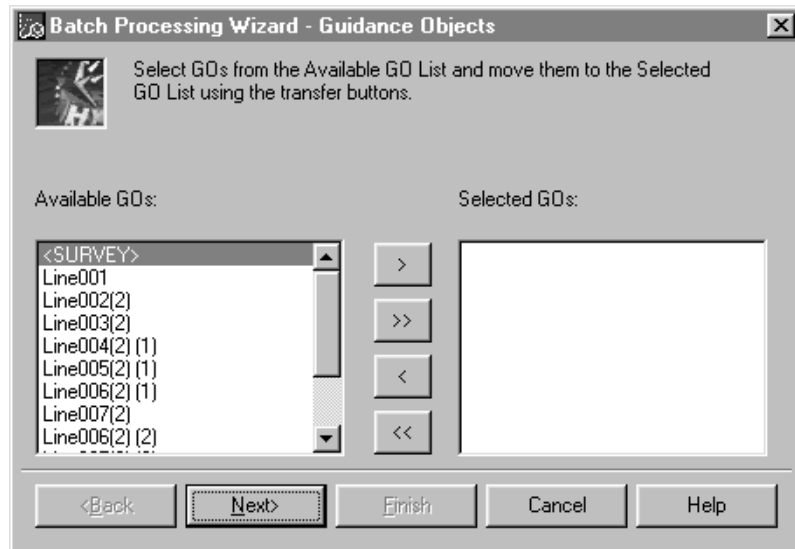 Batch Processing Wizard - Guidance Objects
Select GOs from the Available GO List and move them to the Selected
GO List using the transfer buttons.
Available GOs:
Selected GOs:
<SURVEY>
Line001
Line002(2)
Line003(2)
Line004(2) (1)
Line005(2) (1)
Line006(2) (1)
Line007(2)
Line006(2) (2)
>
>>
<
<<
<Back
Next>
Finish
Cancel
Help